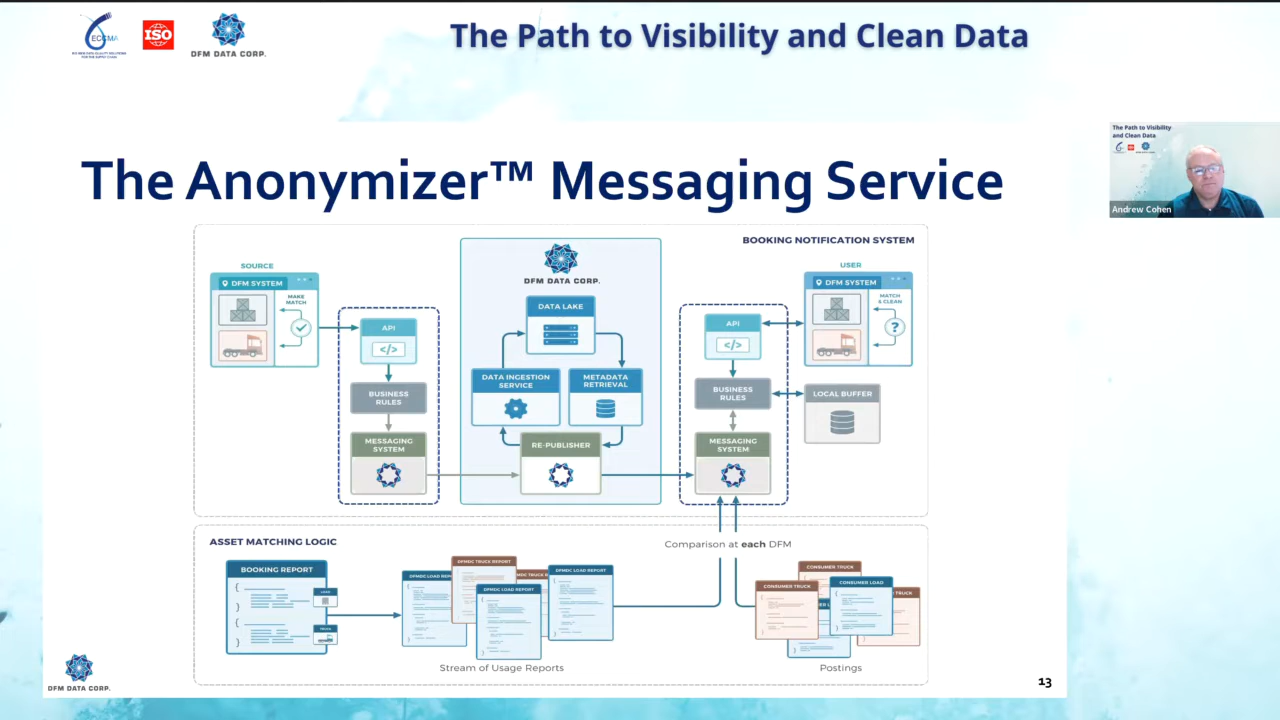 ECCMA
ISO
DFM DATA CORP.
The Path to Visibility and Clean Data
The Path to Visibility
and Clean Data
Andrew Cohen
The Anonymizer™ Messaging Service
BOOKING NOTIFICATION SYSTEM
SOURCE
DFM SYSTEM
MAKE
MATCH
API
</>
BUSINESS
RULES
MESSAGING
SYSTEM
DFM DATA CORP.
DATA LAKE
DATA INGESTION
SERVICE
METADATA
RETRIEVAL
RE-PUBLISHER
API
</>
BUSINESS
RULES
MESSAGING
SYSTEM
USER
DFM SYSTEM
MATCH
& CLEAN
?
LOCAL BUFFER
ASSET MATCHING LOGIC
BOOKING REPORT
LOAD
TRUCK
DFMDC LOAD REPORT
DFMDC TRUCK REPORT
DFMDC LOAD REPORT
DFMDC LOAD REPORT
Stream of Usage Reports
Comparison at each DFM
CONSUMER TRUCK
CONSUMER TRUCK
CONSUMER LOAD
TRUCK
Postings
DFM DATA CORP.
13